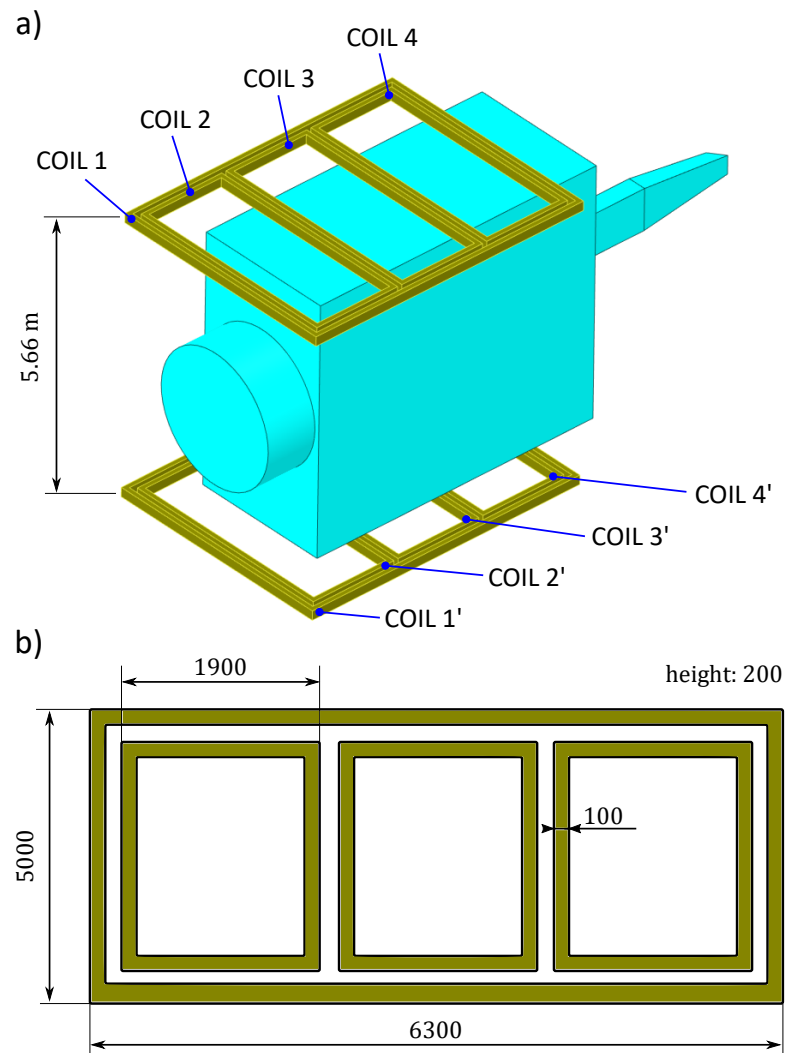 a)
COIL 4
COIL 3
COIL 2
COIL 1
5.66 m
COIL 4'
COIL 3'
COIL 2'
COIL 1'
b)
1900
height: 200
5000
100
6300